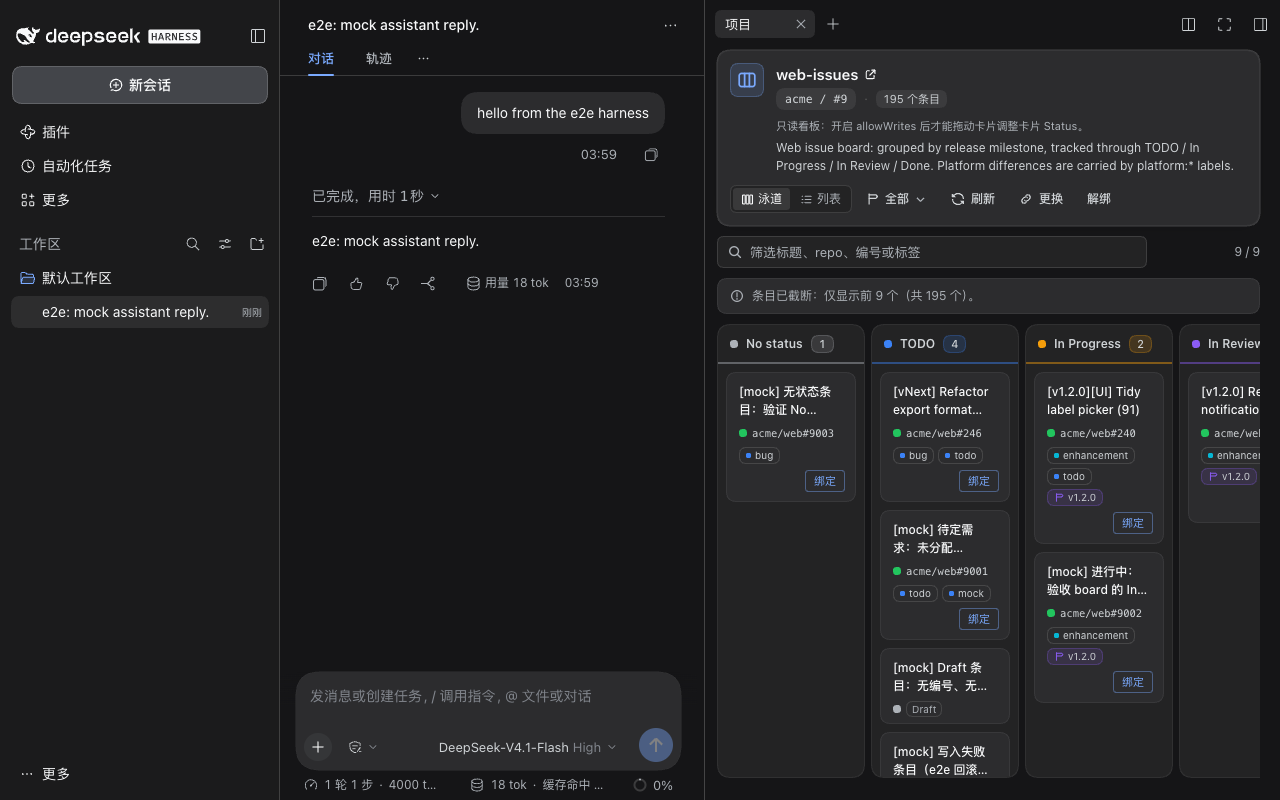 deepseek HARNESS
新会话
插件
自动化任务
更多
工作区
默认工作区
e2e: mock assistant reply. 刚刚
更多
e2e: mock assistant reply.
对话 轨迹
hello from the e2e harness
03:59
已完成，用时 1 秒
e2e: mock assistant reply.
用量 18 tok 03:59
发消息或创建任务, / 调用指令, @ 文件或对话
DeepSeek-V4.1-Flash High
1 轮 1 步 · 4000 t... 18 tok · 缓存命中 ... 0%
项目
web-issues
acme / #9 · 195 个条目
只读看板：开启 allowWrites 后才能拖动卡片调整卡片 Status。
Web issue board: grouped by release milestone, tracked through TODO / In
Progress / In Review / Done. Platform differences are carried by platform:* labels.
泳道 列表 全部 刷新 更换 解绑
筛选标题、repo、编号或标签 9 / 9
条目已截断：仅显示前 9 个（共 195 个）。
No status 1
[mock] 无状态条
目：验证 No...
acme/web#9003
bug
绑定
TODO 4
[vNext] Refactor
export format...
acme/web#246
bug todo
绑定
[mock] 待定需
求：未分配...
acme/web#9001
todo mock
绑定
[mock] Draft 条
目：无编号、无...
Draft
[mock] 写入失败
条目（e2e 回滚...
In Progress 2
[v1.2.0][UI] Tidy
label picker (91)
acme/web#240
enhancement
todo
v1.2.0
绑定
[mock] 进行中：
验收 board 的 In...
acme/web#9002
enhancement
v1.2.0
绑定
In Review
[v1.2.0] Re
notification
acme/web
enhancement
v1.2.0